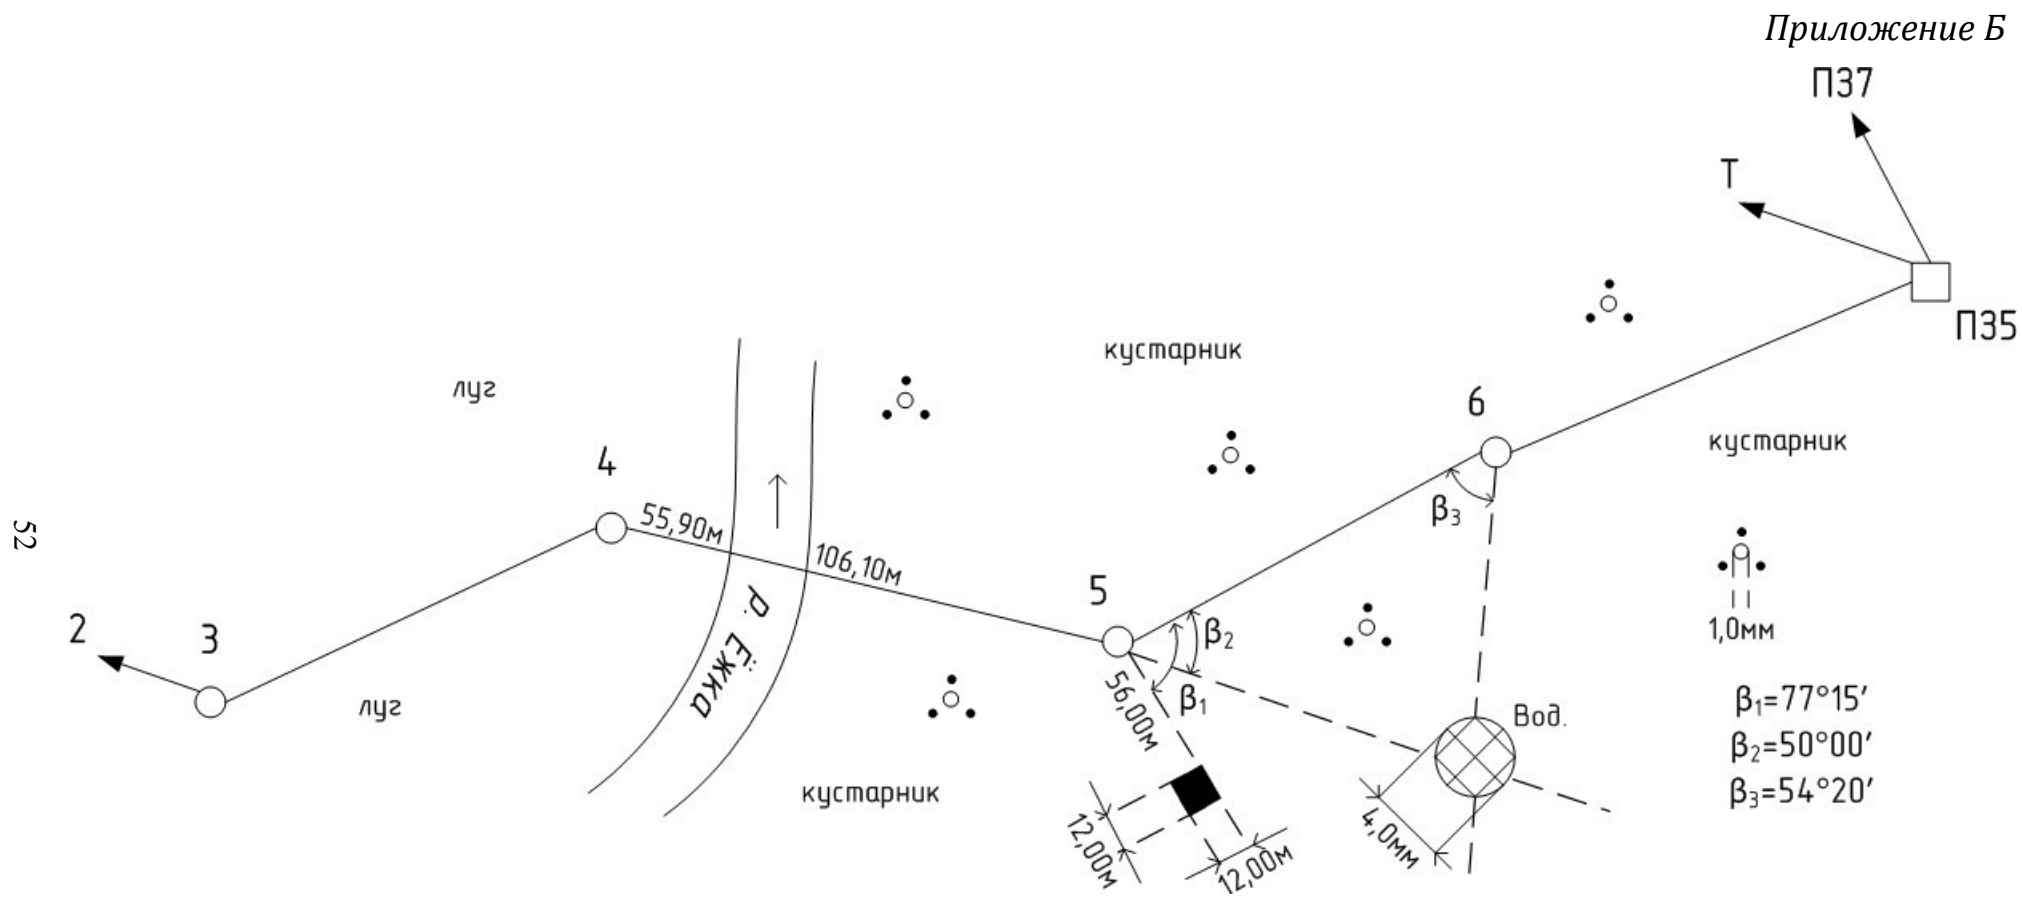 Приложение Б
П37
Т
П35
кустарник
луг
6
кустарник
4
55,90м
β₃
106,10м
52
5
1,0мм
2
3
β₂
р. Ёжка
56,00м
β₁
β₁=77°15′
луг
Вод.
β₂=50°00′
кустарник
β₃=54°20′
12,00м
4,0мм
12,00м